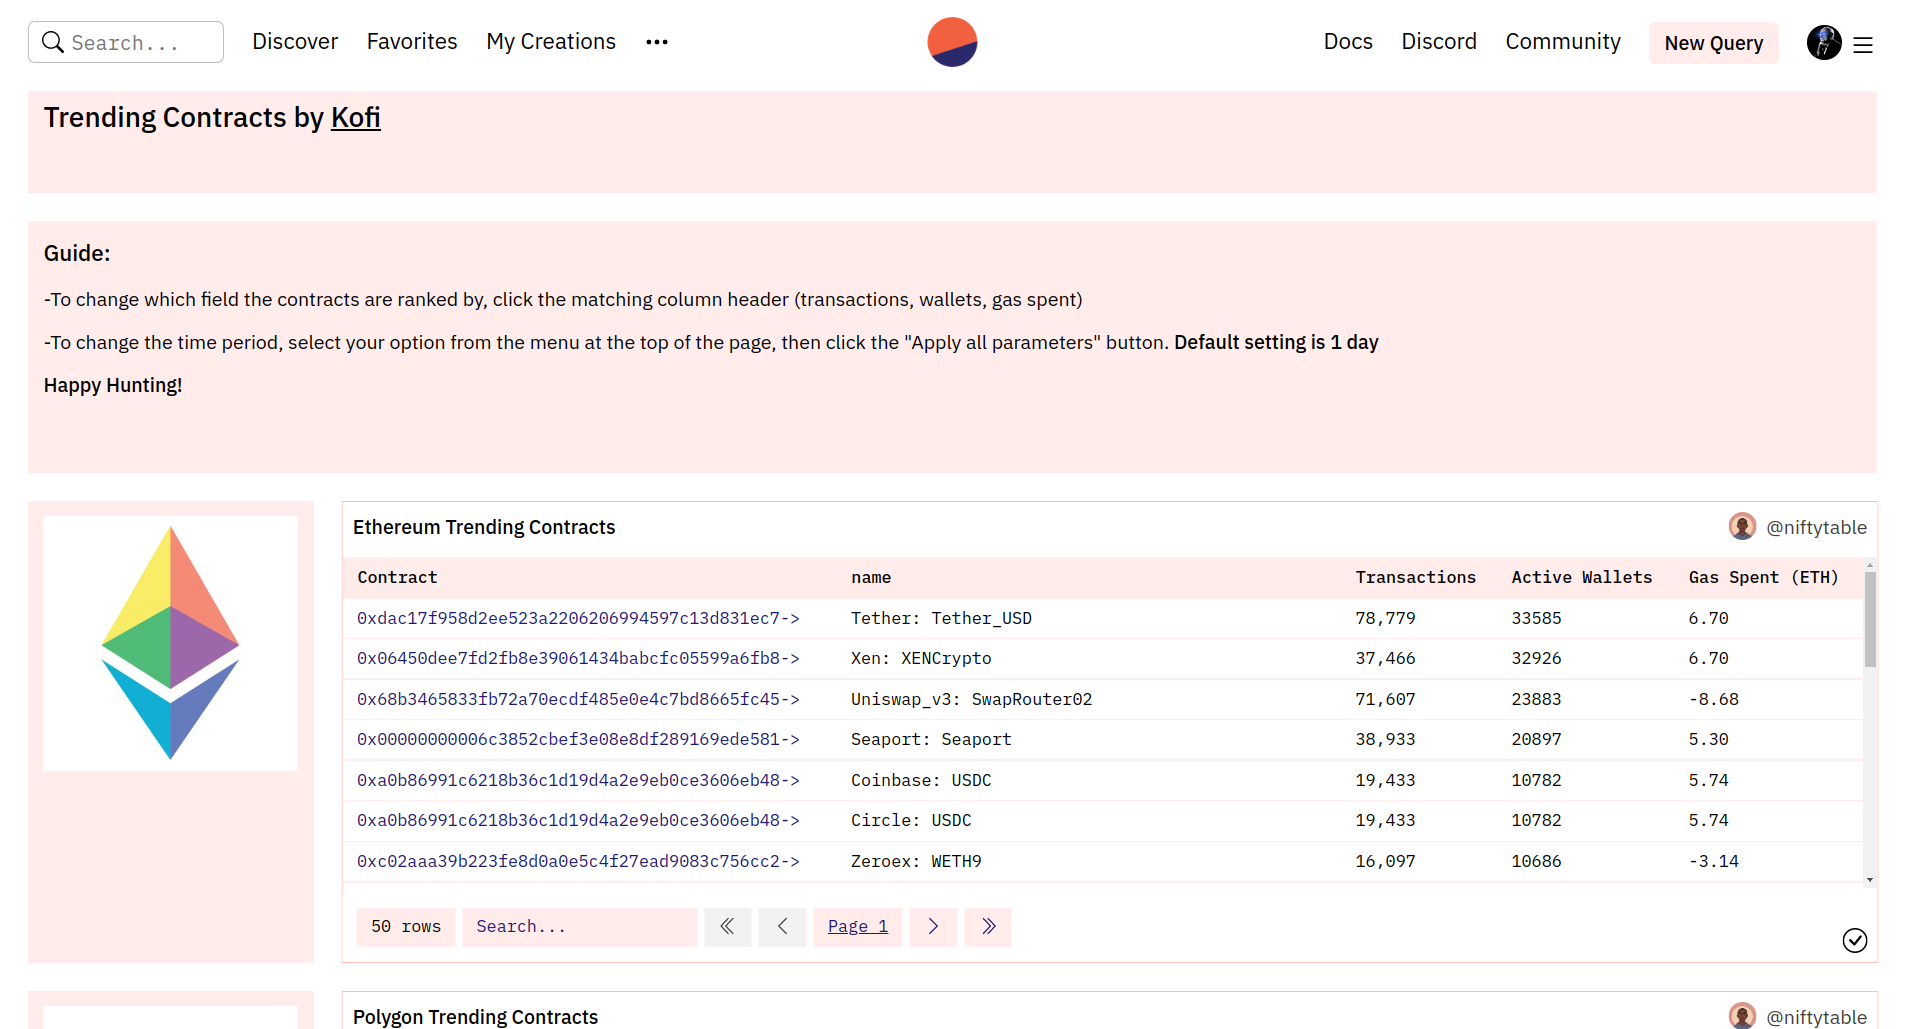 Search... Discover Favorites My Creations ••• Docs Discord Community New Query
Trending Contracts by Kofi
Guide:
-To change which field the contracts are ranked by, click the matching column header (transactions, wallets, gas spent)
-To change the time period, select your option from the menu at the top of the page, then click the "Apply all parameters" button. Default setting is 1 day
Happy Hunting!
Ethereum Trending Contracts @niftytable
Contract name Transactions Active Wallets Gas Spent (ETH)
0xdac17f958d2ee523a2206206994597c13d831ec7-> Tether: Tether_USD 78,779 33585 6.70
0x06450dee7fd2fb8e39061434babcfc05599a6fb8-> Xen: XENCrypto 37,466 32926 6.70
0x68b3465833fb72a70ecdf485e0e4c7bd8665fc45-> Uniswap_v3: SwapRouter02 71,607 23883 -8.68
0x00000000006c3852cbef3e08e8df289169ede581-> Seaport: Seaport 38,933 20897 5.30
0xa0b86991c6218b36c1d19d4a2e9eb0ce3606eb48-> Coinbase: USDC 19,433 10782 5.74
0xa0b86991c6218b36c1d19d4a2e9eb0ce3606eb48-> Circle: USDC 19,433 10782 5.74
0xc02aaa39b223fe8d0a0e5c4f27ead9083c756cc2-> Zeroex: WETH9 16,097 10686 -3.14
50 rows Search... « < Page 1 > »
Polygon Trending Contracts @niftytable